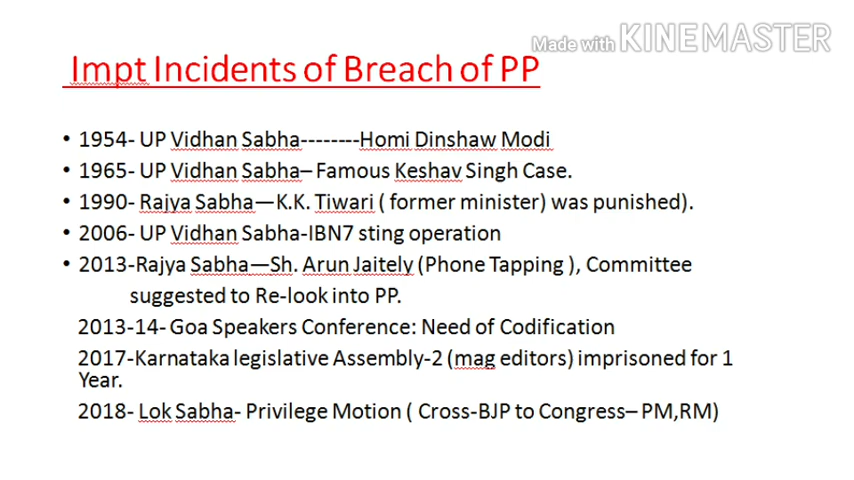 Made with KINEMASTER
Impt Incidents of Breach of PP
• 1954- UP Vidhan Sabha--------Homi Dinshaw Modi
• 1965- UP Vidhan Sabha– Famous Keshav Singh Case.
• 1990- Rajya Sabha—K.K. Tiwari ( former minister) was punished).
• 2006- UP Vidhan Sabha-IBN7 sting operation
• 2013-Rajya Sabha—Sh. Arun Jaitely (Phone Tapping ), Committee
suggested to Re-look into PP.
2013-14- Goa Speakers Conference: Need of Codification
2017-Karnataka legislative Assembly-2 (mag editors) imprisoned for 1
Year.
2018- Lok Sabha- Privilege Motion ( Cross-BJP to Congress– PM,RM)